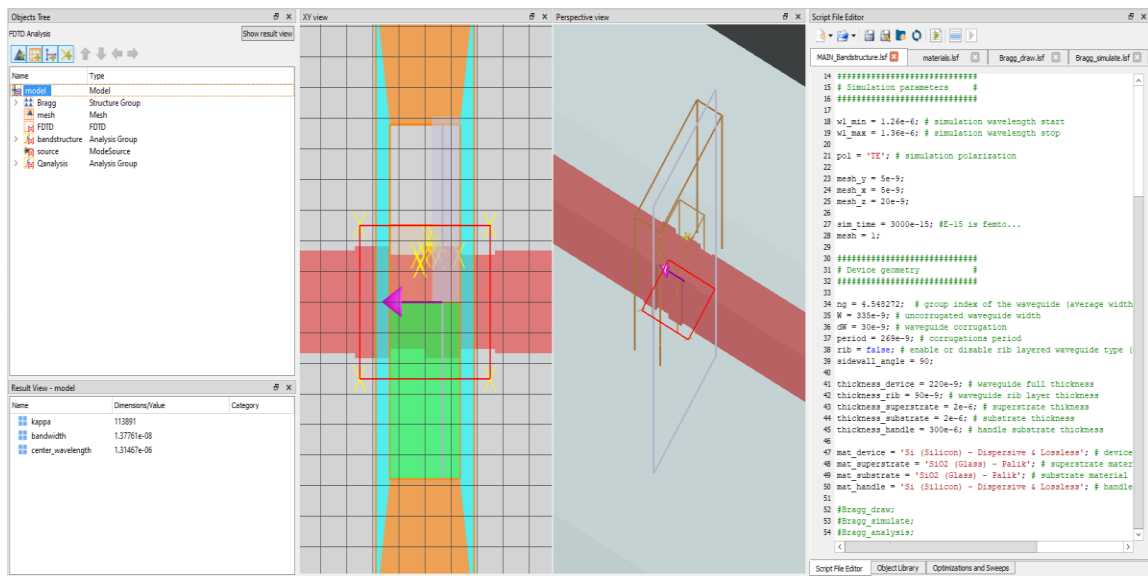 Objects Tree
FDTD Analysis
Show result view
Name Type
model Model
Bragg Structure Group
mesh Mesh
FDTD FDTD
bandstructure Analysis Group
source ModeSource
Qanalysis Analysis Group
Result View - model
Name Dimensions/Value Category
kappa 113891
bandwidth 1.37761e-08
center_wavelength 1.31467e-06
XY view
Perspective view
Script File Editor
MAIN_Bandstructure.lsf materials.lsf Bragg_draw.lsf Bragg_simulate.lsf
14 #############################
15 # Simulation parameters #
16 #############################
17
18 wl_min = 1.26e-6; # simulation wavelength start
19 wl_max = 1.36e-6; # simulation wavelength stop
20
21 pol = 'TE'; # simulation polarization
22
23 mesh_y = 5e-9;
24 mesh_x = 5e-9;
25 mesh_z = 20e-9;
26
27 sim_time = 3000e-15; #E-15 is femto...
28 mesh = 1;
29
30 #############################
31 # Device geometry #
32 #############################
33
34 ng = 4.548272; # group index of the waveguide (average width
35 W = 335e-9; # uncorrugated waveguide width
36 dW = 30e-9; # waveguide corrugation
37 period = 269e-9; # corrugations period
38 rib = false; # enable or disable rib layered waveguide type (
39 sidewall_angle = 90;
40
41 thickness_device = 220e-9; # waveguide full thickness
42 thickness_rib = 90e-9; # waveguide rib layer thickness
43 thickness_superstrate = 2e-6; # superstrate thikness
44 thickness_substrate = 2e-6; # substrate thickness
45 thickness_handle = 300e-6; # handle substrate thickness
46
47 mat_device = 'Si (Silicon) - Dispersive & Lossless'; # device
48 mat_superstrate = 'SiO2 (Glass) - Palik'; # superstrate mater
49 mat_substrate = 'SiO2 (Glass) - Palik'; # substrate material
50 mat_handle = 'Si (Silicon) - Dispersive & Lossless'; # handle
51
52 #Bragg_draw;
53 #Bragg_simulate;
54 #Bragg_analysis;
Script File Editor Object Library Optimizations and Sweeps